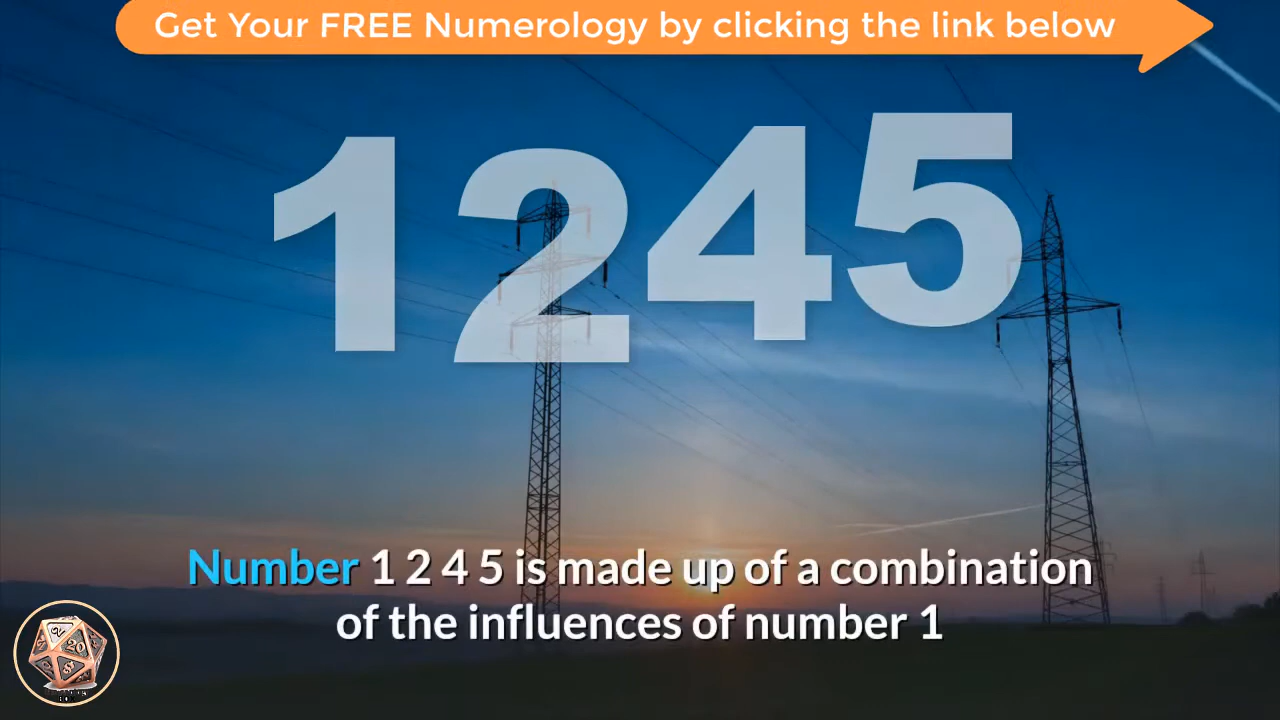 Get Your FREE Numerology by clicking the link below
1245
Number 1 2 4 5 is made up of a combination
of the influences of number 1
20